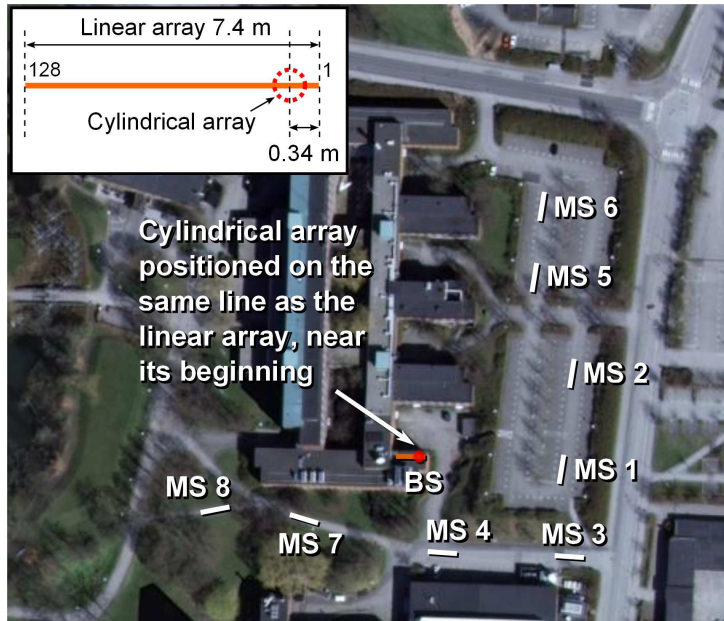 Linear array 7.4 m
128
1
Cylindrical array
0.34 m
Cylindrical array
positioned on the
same line as the
linear array, near
its beginning
MS 6
MS 5
MS 2
MS 1
BS
MS 8
MS 7
MS 4
MS 3